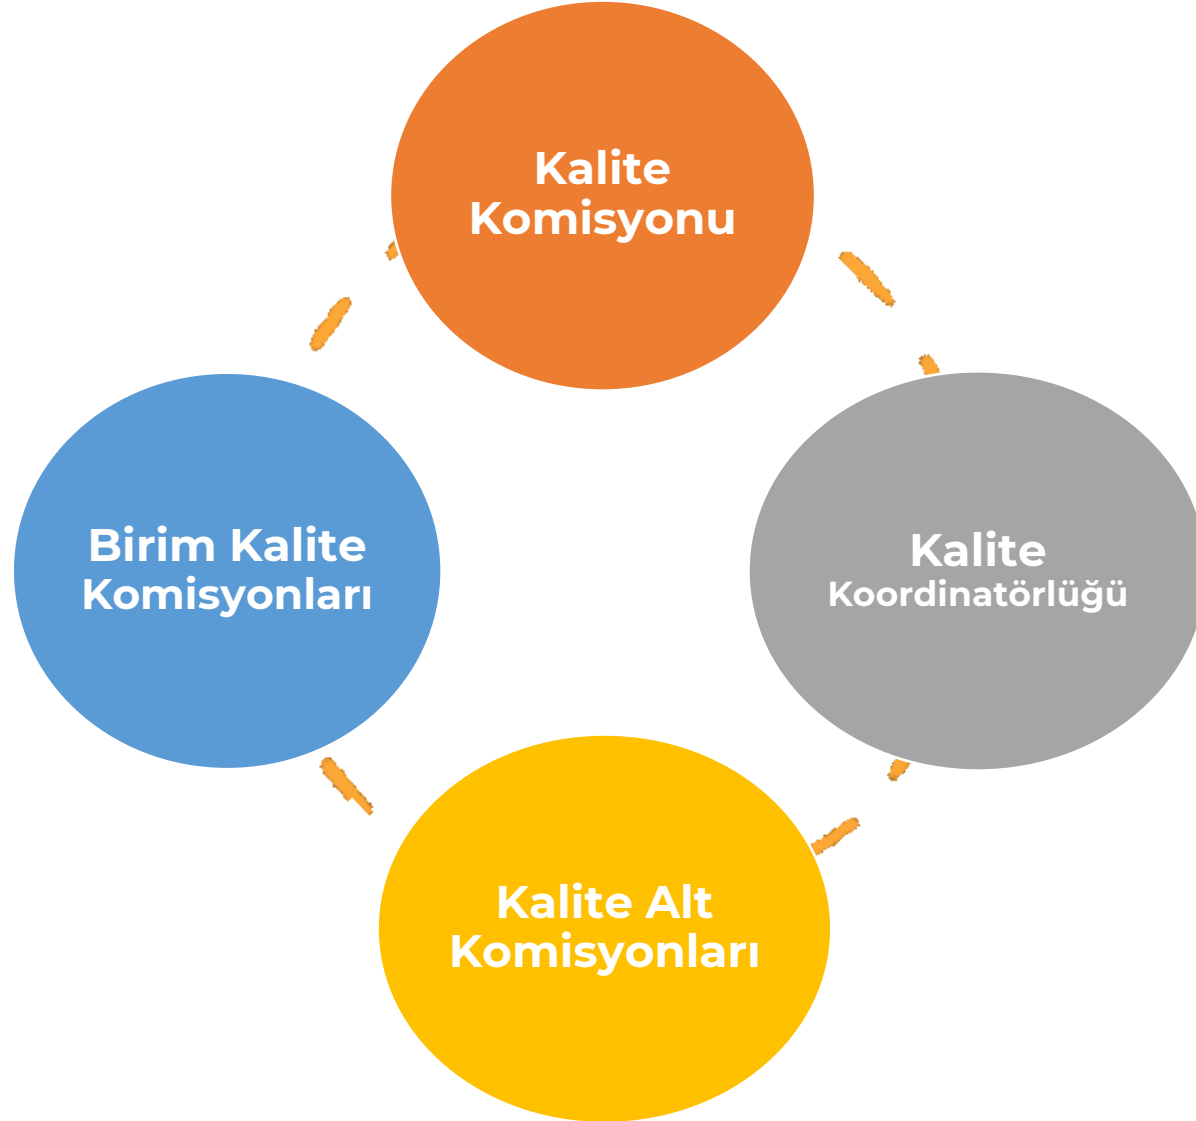 Kalite
Komisyonu
Birim Kalite
Komisyonları
Kalite
Koordinatörlüğü
Kalite Alt
Komisyonları